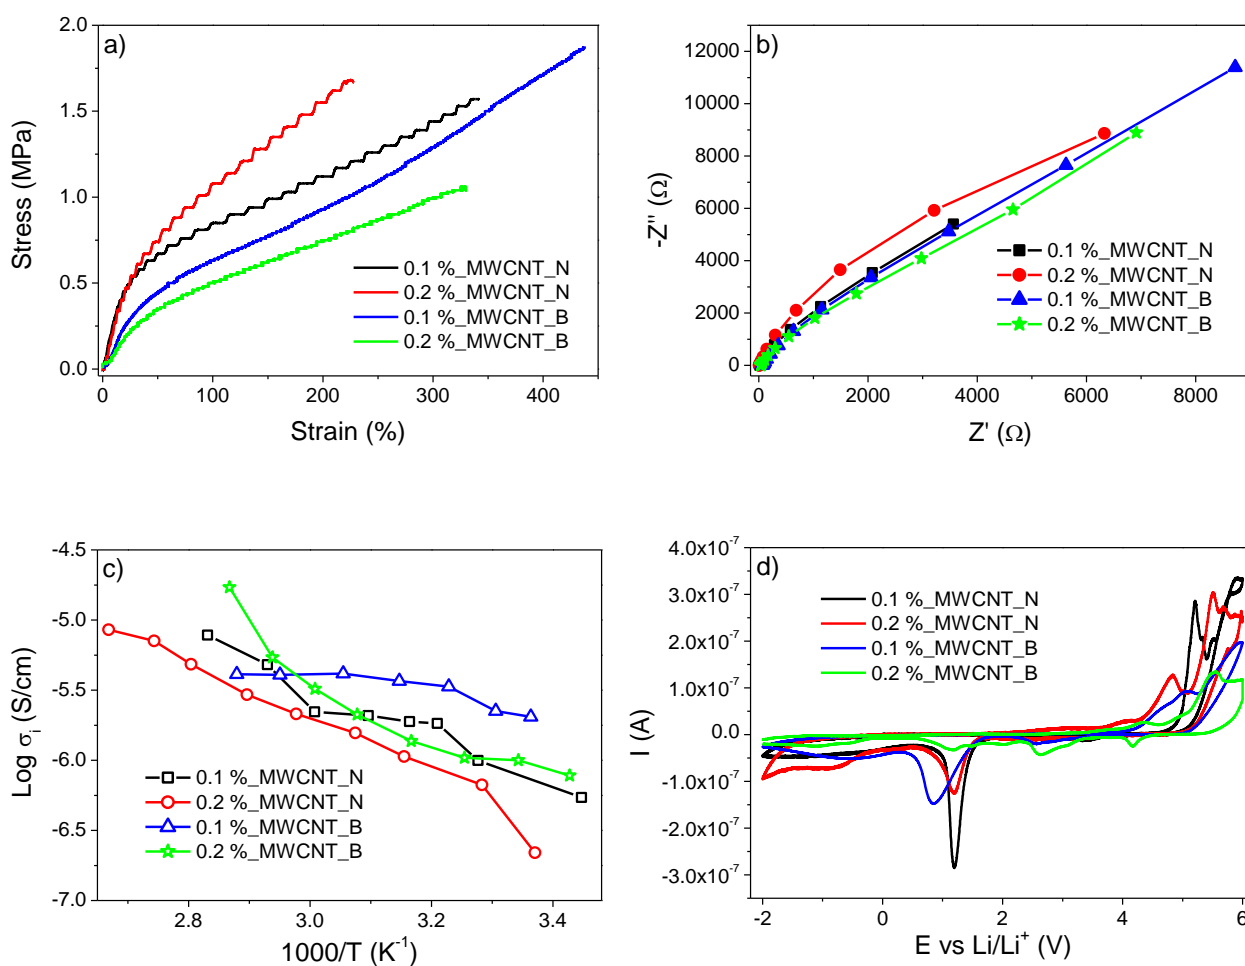 a)
2.0
1.5
1.0
0.5
0.0
Stress (MPa)
0.1 %_MWCNT_N
0.2 %_MWCNT_N
0.1 %_MWCNT_B
0.2 %_MWCNT_B
0 100 200 300 400
Strain (%)
b)
12000
10000
8000
6000
4000
2000
0
-Z'' (Ω)
0.1 %_MWCNT_N
0.2 %_MWCNT_N
0.1 %_MWCNT_B
0.2 %_MWCNT_B
0 2000 4000 6000 8000
Z' (Ω)
c)
-4.5
-5.0
-5.5
-6.0
-6.5
-7.0
Log σi (S/cm)
0.1 %_MWCNT_N
0.2 %_MWCNT_N
0.1 %_MWCNT_B
0.2 %_MWCNT_B
2.8 3.0 3.2 3.4
1000/T (K-1)
d)
4.0x10-7
3.0x10-7
2.0x10-7
1.0x10-7
0.0
-1.0x10-7
-2.0x10-7
-3.0x10-7
I (A)
0.1 %_MWCNT_N
0.2 %_MWCNT_N
0.1 %_MWCNT_B
0.2 %_MWCNT_B
-2 0 2 4 6
E vs Li/Li+ (V)